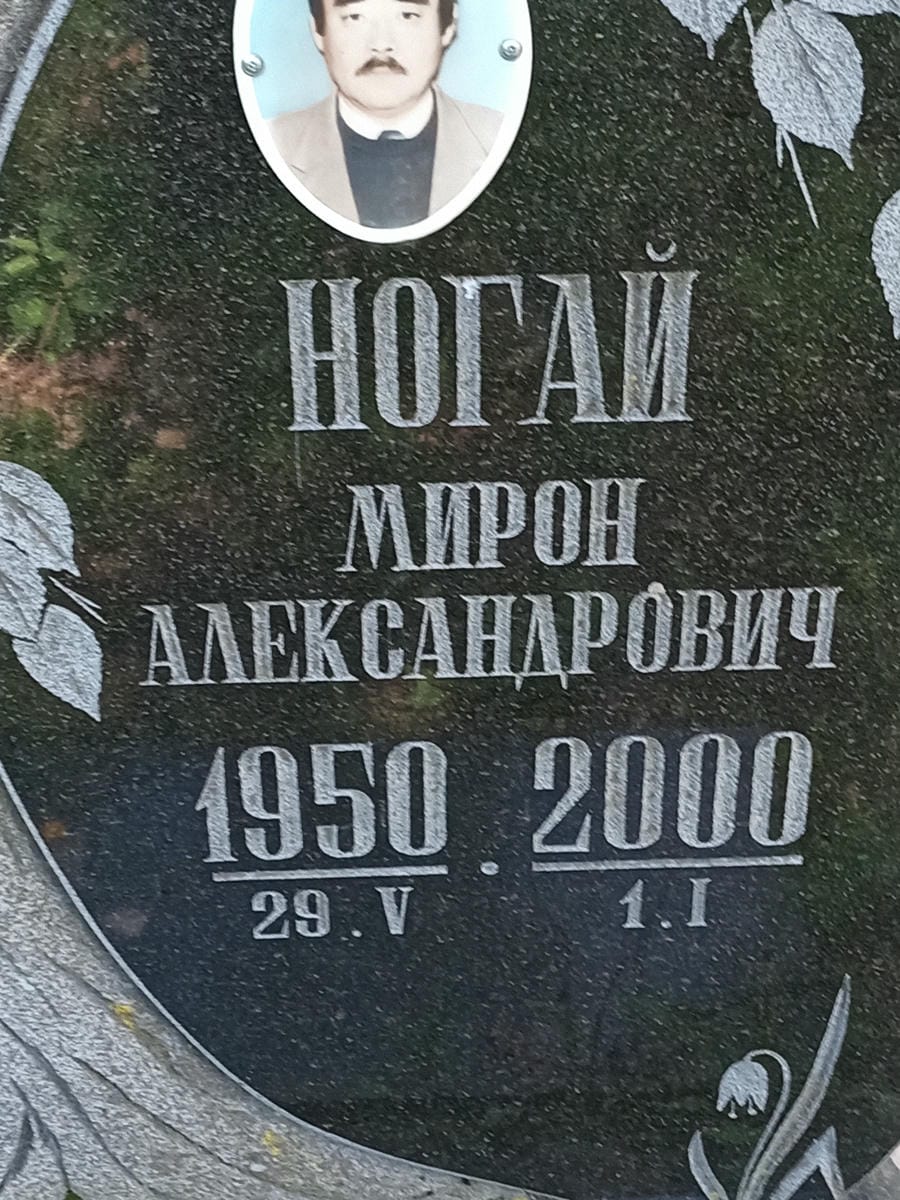 НОГАЙ
МИРОН
АЛЕКСАНДРОВИЧ
1950 . 2000
29.V 1.I